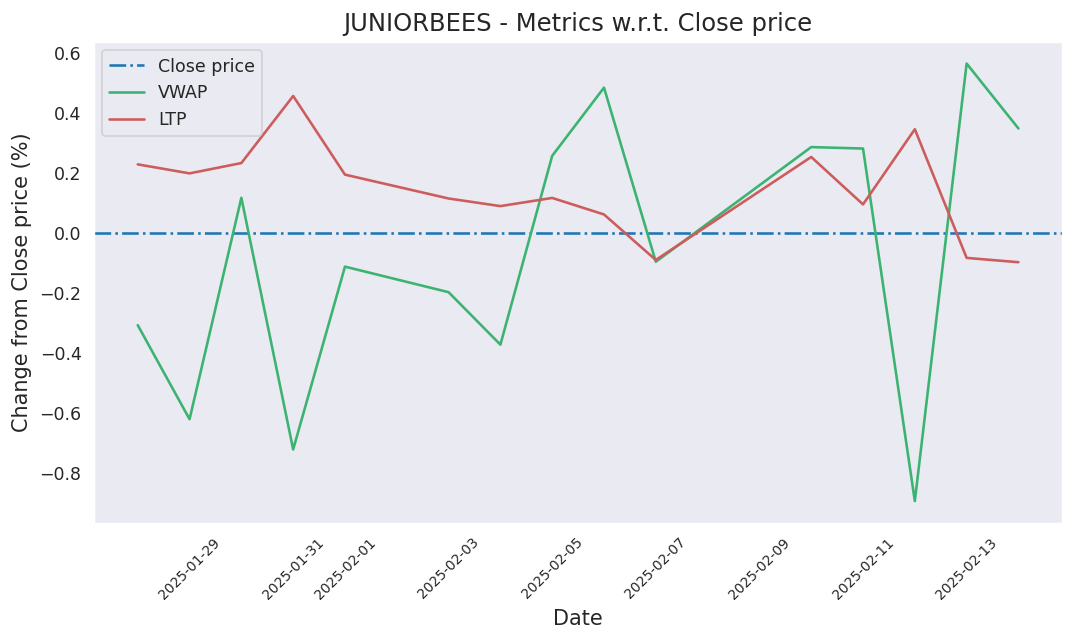 JUNIORBEES - Metrics w.r.t. Close price
Close price
VWAP
LTP
Change from Close price (%)
0.6
0.4
0.2
0.0
−0.2
−0.4
−0.6
−0.8
2025-01-29
2025-01-31
2025-02-01
2025-02-03
2025-02-05
2025-02-07
2025-02-09
2025-02-11
2025-02-13
Date